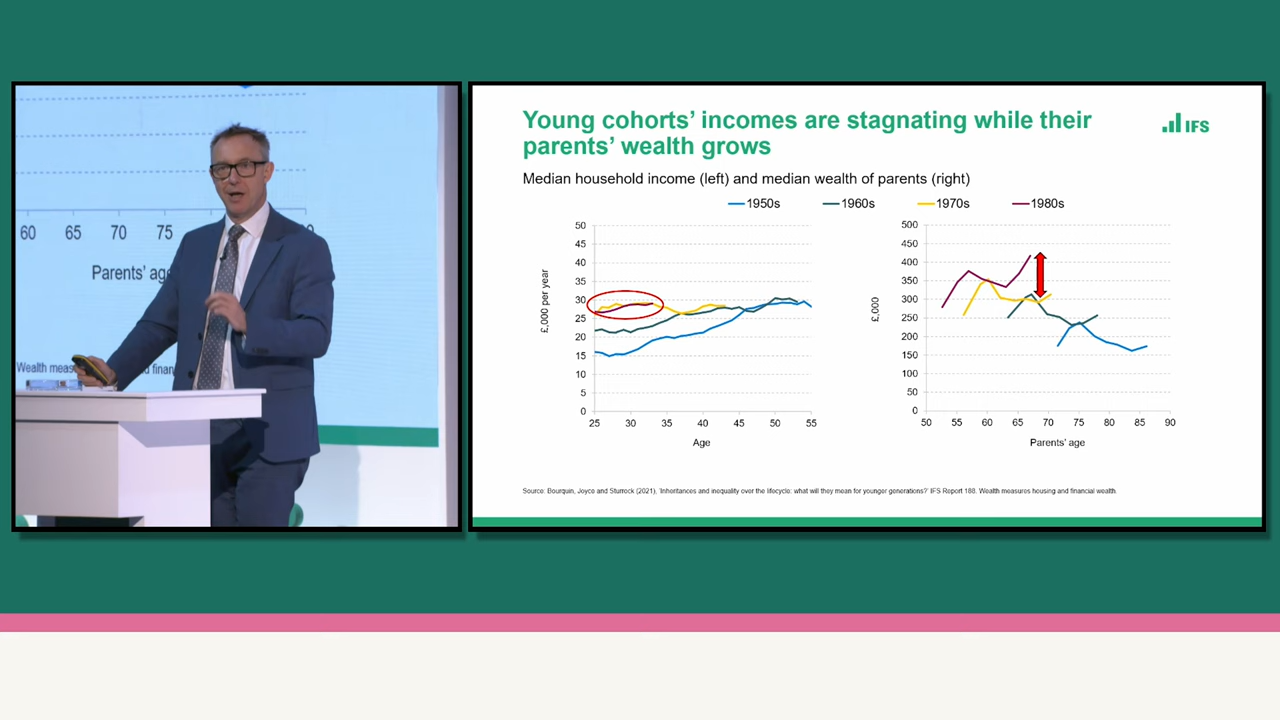 60 65 70 75
Parents' age
Wealth meas
d finan
Young cohorts' incomes are stagnating while their
parents' wealth grows
IFS
Median household income (left) and median wealth of parents (right)
1950s 1960s 1970s 1980s
£,000 per year
50
45
40
35
30
25
20
15
10
5
0
25 30 35 40 45 50 55
Age
£,000
500
450
400
350
300
250
200
150
100
50
0
50 55 60 65 70 75 80 85 90
Parents' age
Source: Bourquin, Joyce and Sturrock (2021), 'Inheritances and inequality over the lifecycle: what will they mean for younger generations?' IFS Report 188. Wealth measures housing and financial wealth.